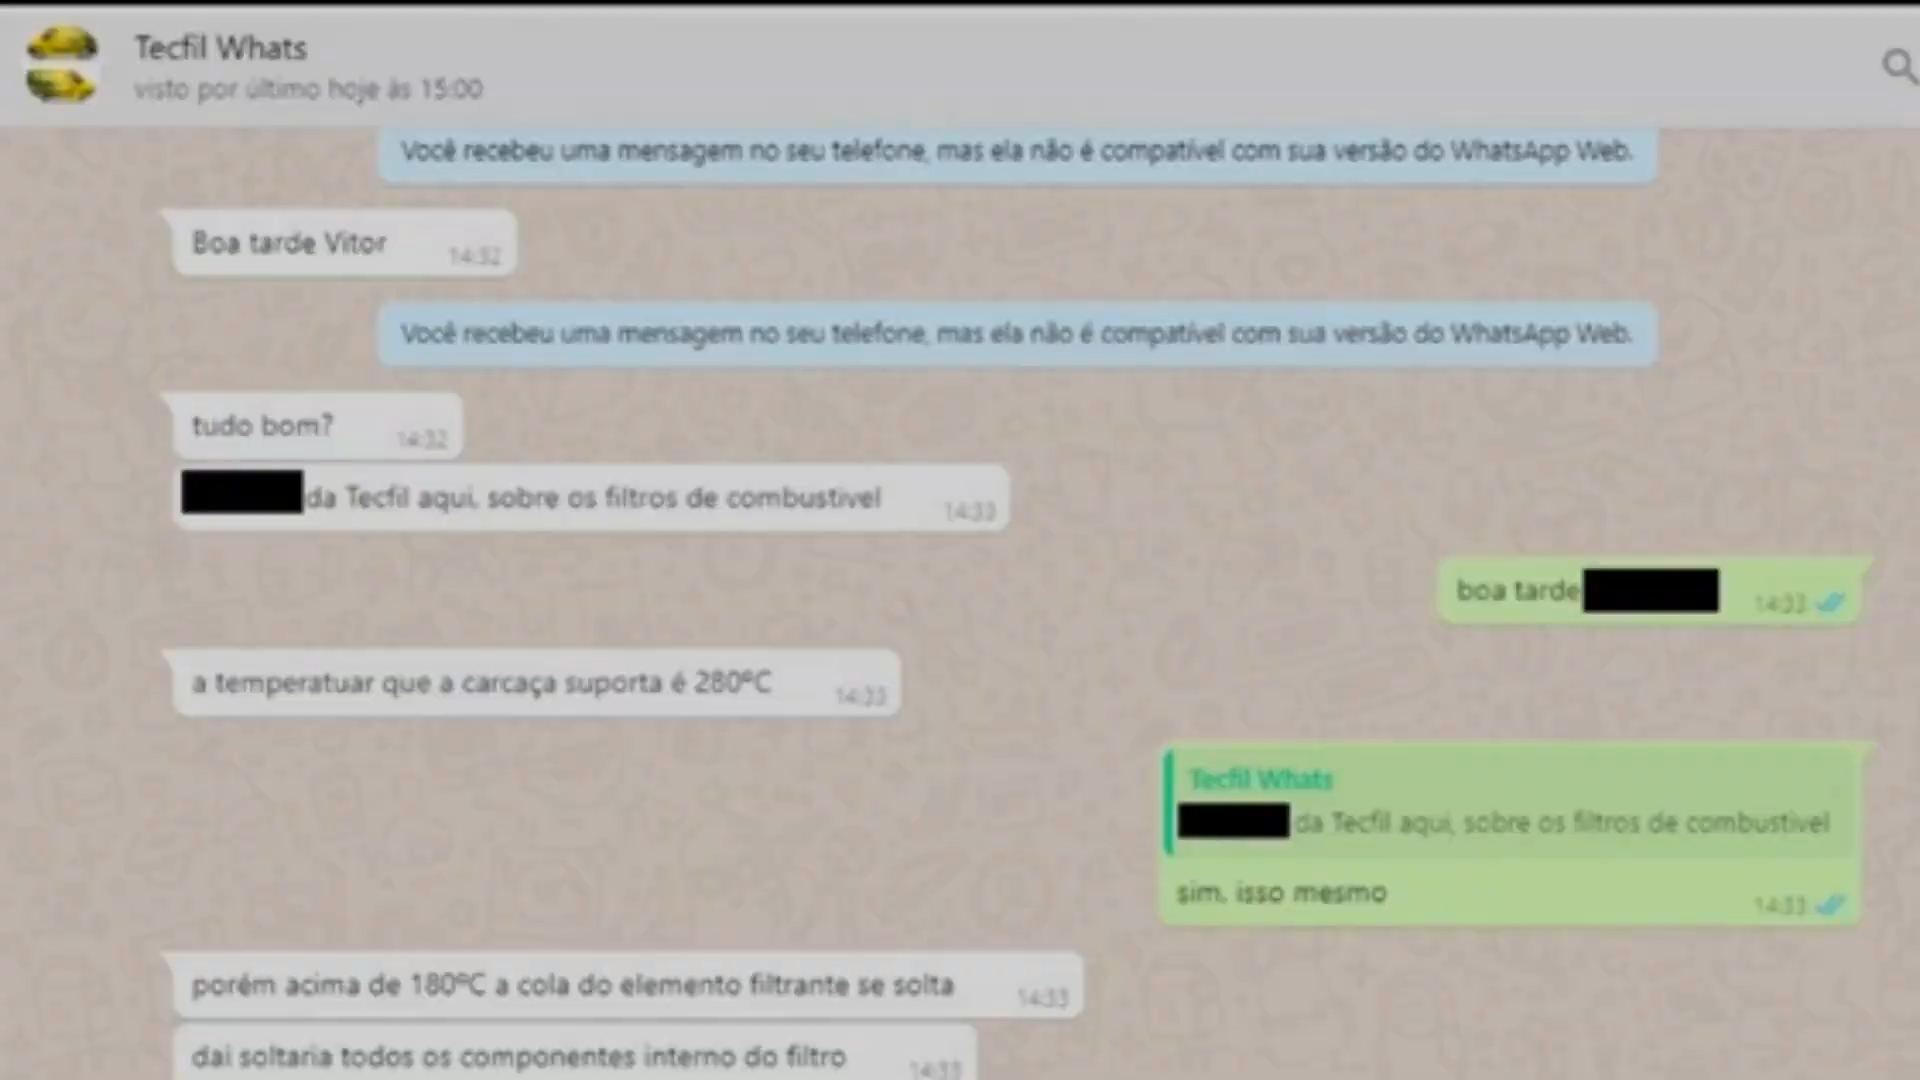 Tecfil Whats
visto por último hoje às 15:00
Você recebeu uma mensagem no seu telefone, mas ela não é compatível com sua versão do WhatsApp Web.
Boa tarde Vitor 14:32
Você recebeu uma mensagem no seu telefone, mas ela não é compatível com sua versão do WhatsApp Web.
tudo bom? 14:32
da Tecfil aqui, sobre os filtros de combustivel 14:33
boa tarde 14:33
a temperatuar que a carcaça suporta é 280ºC 14:33
Tecfil Whats
da Tecfil aqui, sobre os filtros de combustivel
sim, isso mesmo 14:33
porém acima de 180ºC a cola do elemento filtrante se solta 14:33
dai soltaria todos os componentes interno do filtro 14:33